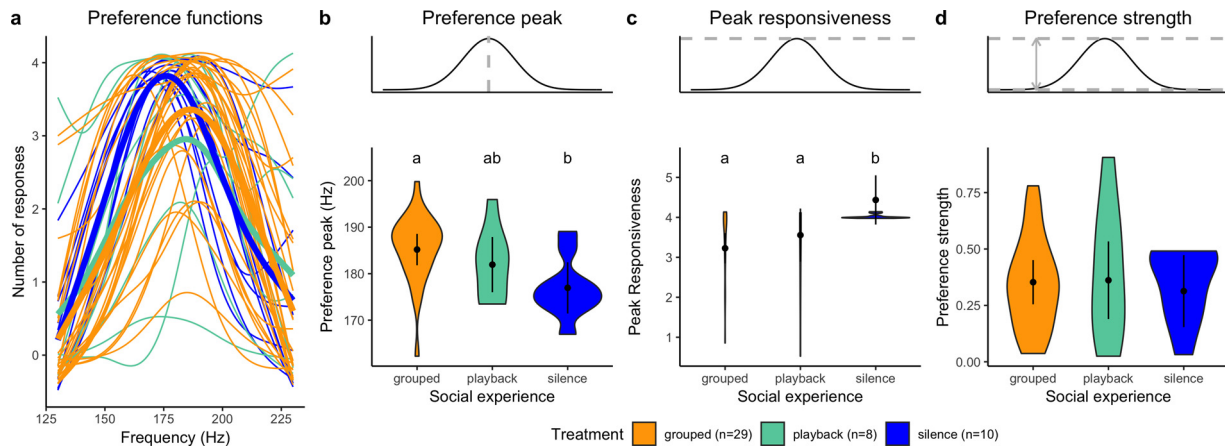 a Preference functions
Number of responses
4
3
2
1
0
125 150 175 200 225
Frequency (Hz)
b Preference peak
Preference peak (Hz)
200
190
180
170
a ab b
grouped playback silence
Social experience
c Peak responsiveness
Peak Responsiveness
5
4
3
2
1
a a b
grouped playback silence
Social experience
d Preference strength
Preference strength
0.75
0.50
0.25
0.00
grouped playback silence
Social experience
Treatment grouped (n=29) playback (n=8) silence (n=10)